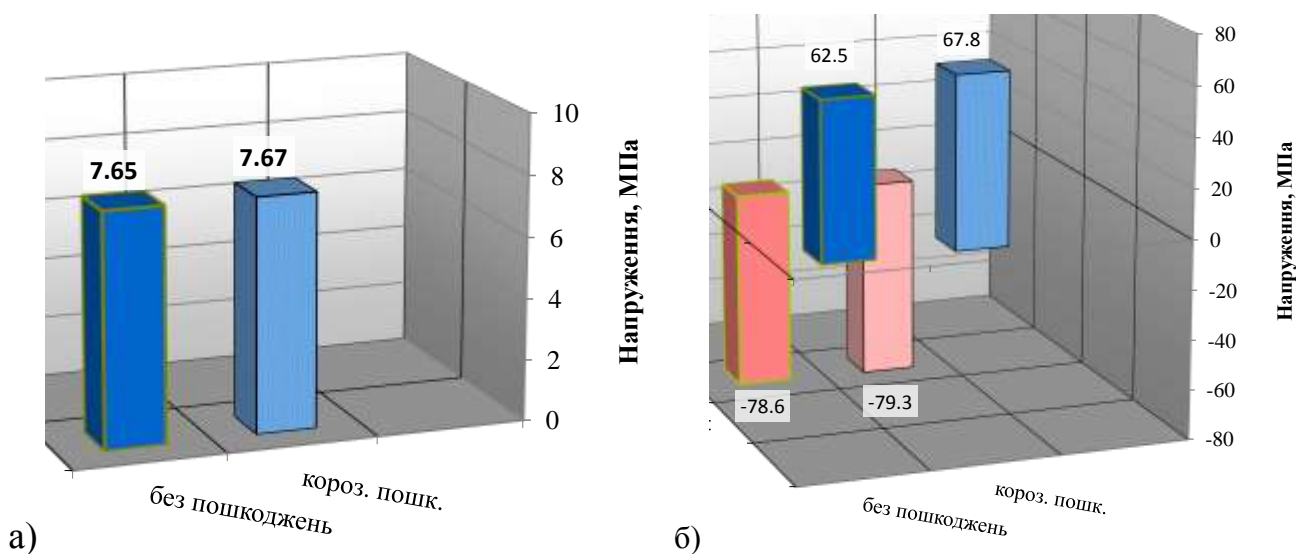 7.65
7.67
10
8
6
4
2
0
Напруження, МПа
без пошкоджень
короз. пошк.
а)
62.5
67.8
-78.6
-79.3
80
60
40
20
0
-20
-40
-60
-80
Напруження, МПа
без пошкоджень
короз. пошк.
б)